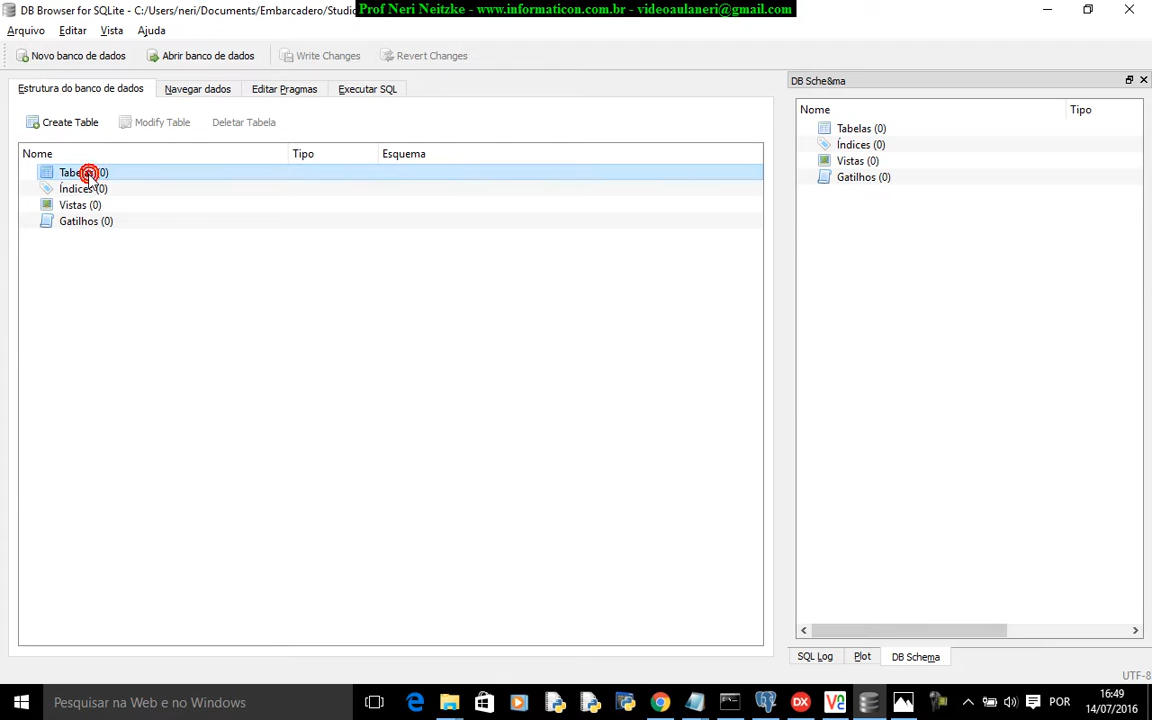 DB Browser for SQLite - C:/Users/neri/Documents/Embarcadero/Studio
Prof Neri Neitzke - www.informaticon.com.br - videoaulaneri@gmail.com
Arquivo Editar Vista Ajuda
Novo banco de dados Abrir banco de dados Write Changes Revert Changes
Estrutura do banco de dados Navegar dados Editar Pragmas Executar SQL
DB Sche&ma
Create Table Modify Table Deletar Tabela
Nome Tipo Esquema
(0)
Índices (0)
Vistas (0)
Gatilhos (0)
Nome Tipo
Tabelas (0)
Índices (0)
Vistas (0)
Gatilhos (0)
SQL Log Plot DB Schema
UTF-8
Pesquisar na Web e no Windows
POR
16:49
14/07/2016